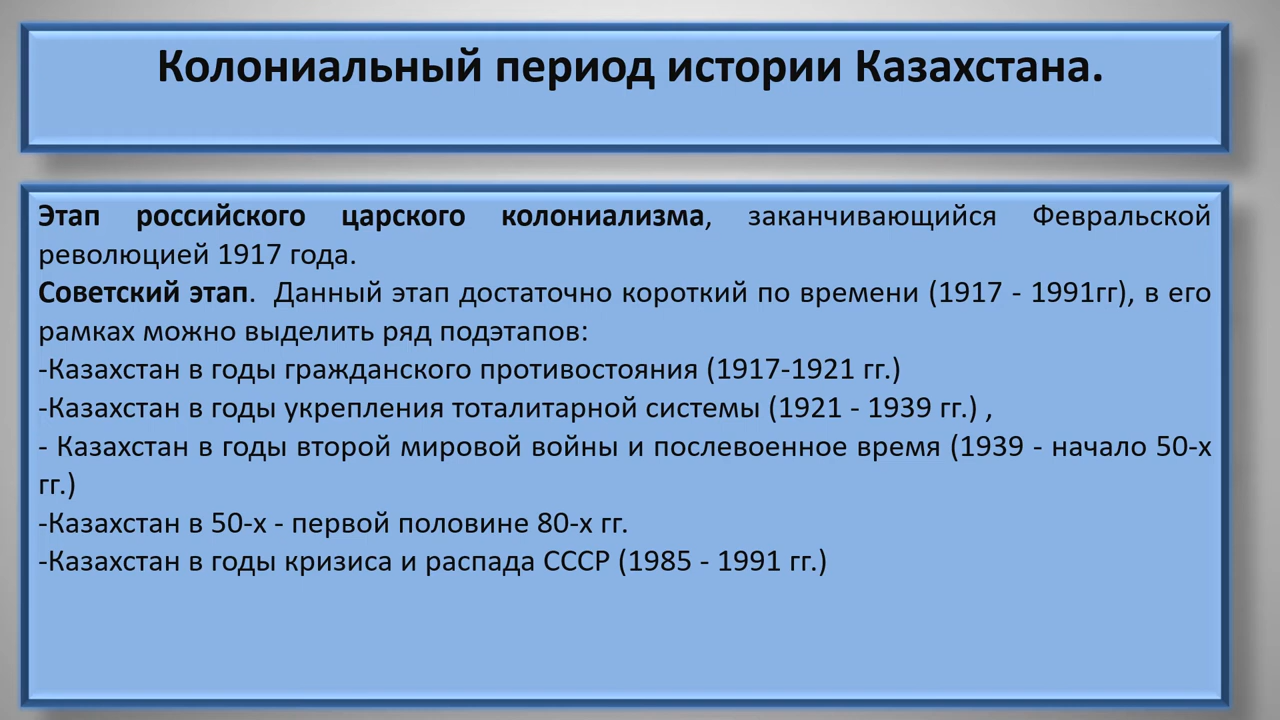 Колониальный период истории Казахстана.
Этап российского царского колониализма, заканчивающийся Февральской
революцией 1917 года.
Советский этап.  Данный этап достаточно короткий по времени (1917 - 1991гг), в его
рамках можно выделить ряд подэтапов:
-Казахстан в годы гражданского противостояния (1917-1921 гг.)
-Казахстан в годы укрепления тоталитарной системы (1921 - 1939 гг.) ,
- Казахстан в годы второй мировой войны и послевоенное время (1939 - начало 50-х
гг.)
-Казахстан в 50-х - первой половине 80-х гг.
-Казахстан в годы кризиса и распада СССР (1985 - 1991 гг.)